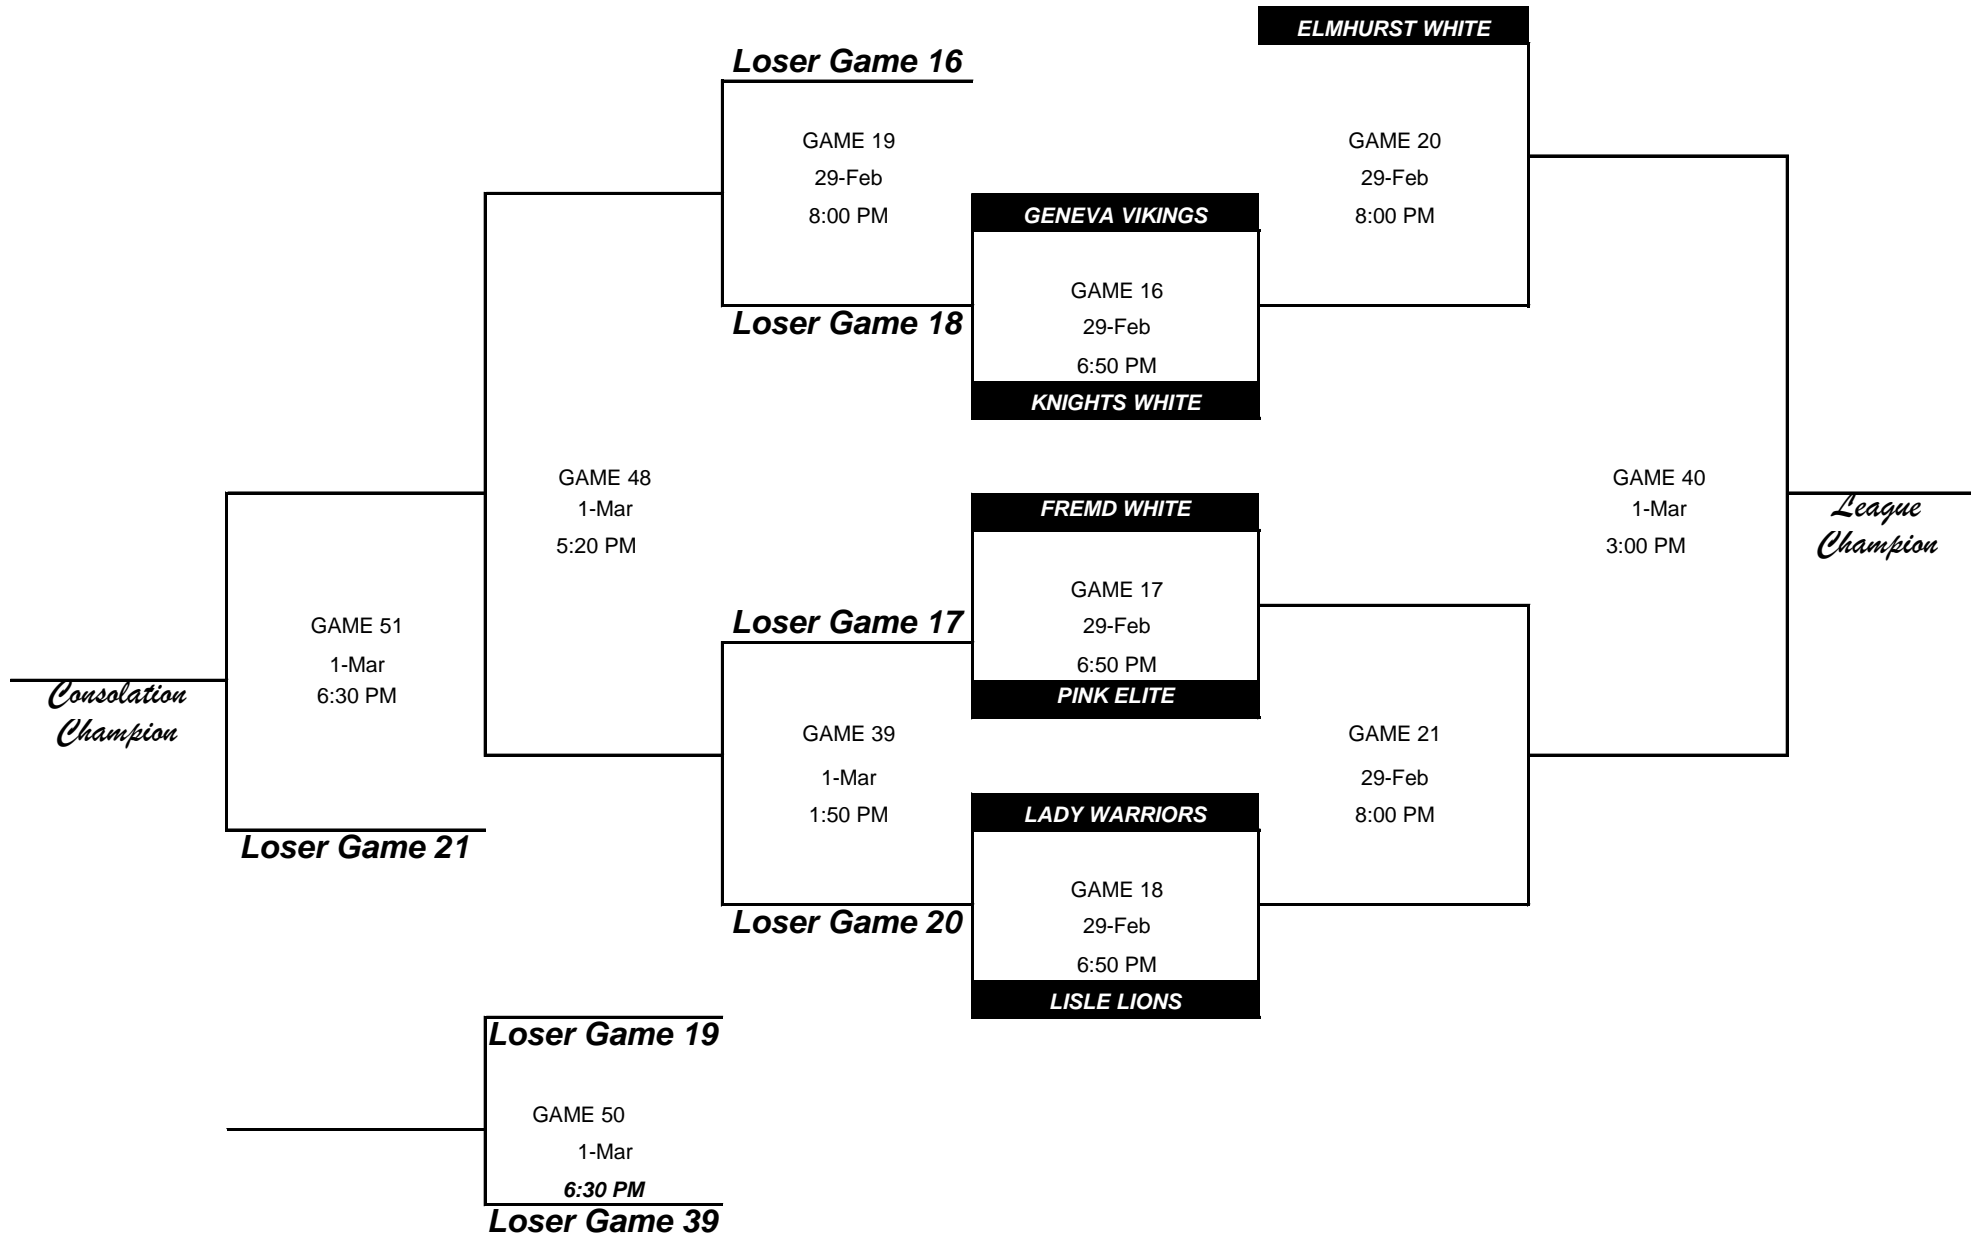 ELMHURST WHITE
Loser Game 16
GAME 19
29-Feb
8:00 PM
GAME 20
29-Feb
8:00 PM
GENEVA VIKINGS
GAME 16
29-Feb
6:50 PM
KNIGHTS WHITE
Loser Game 18
GAME 48
1-Mar
5:20 PM
FREMD WHITE
GAME 17
29-Feb
6:50 PM
PINK ELITE
GAME 40
1-Mar
3:00 PM
League
Champion
Loser Game 17
GAME 51
1-Mar
6:30 PM
Consolation
Champion
GAME 39
1-Mar
1:50 PM
GAME 21
29-Feb
8:00 PM
LADY WARRIORS
GAME 18
29-Feb
6:50 PM
LISLE LIONS
Loser Game 21
Loser Game 20
Loser Game 19
GAME 50
1-Mar
6:30 PM
Loser Game 39